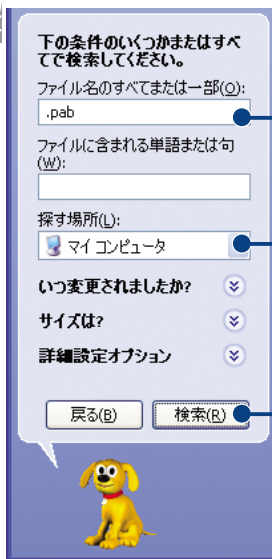 下の条件のいくつかまたはすべ
てで検索してください。
ファイル名のすべてまたは一部(O):
.pab
ファイルに含まれる単語または句
(W):
探す場所(L):
マイ コンピュータ
いつ変更されましたか?
サイズは?
詳細設定オプション
戻る(B)
検索(R)